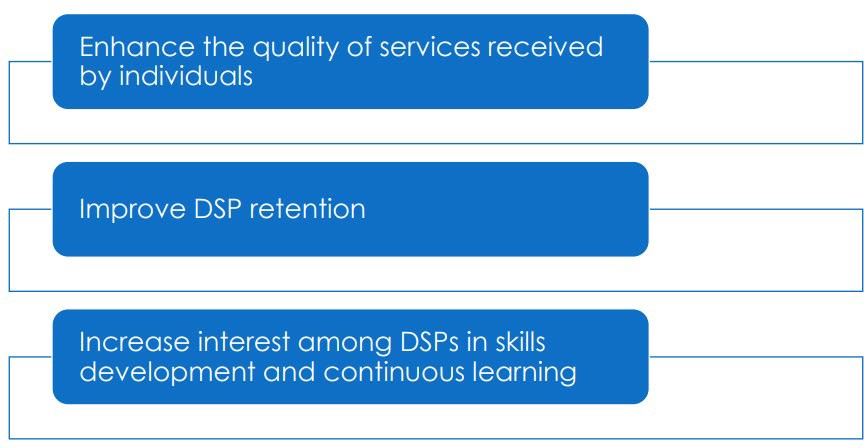 Enhance the quality of services received
by individuals
Improve DSP retention
Increase interest among DSPs in skills
development and continuous learning